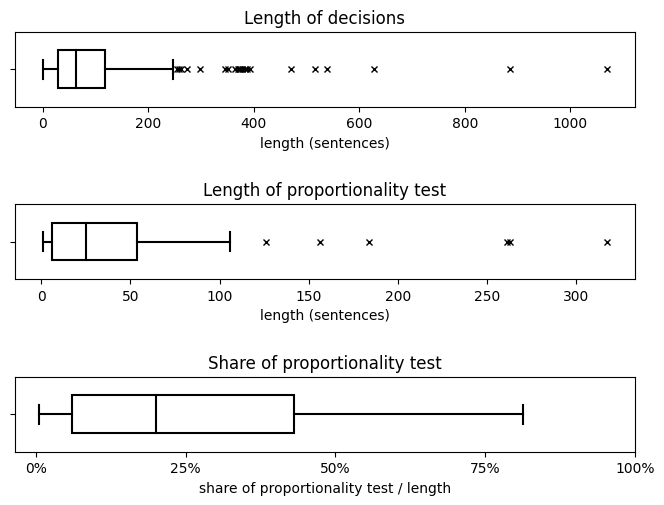 Length of decisions
0 200 400 600 800 1000
length (sentences)
Length of proportionality test
0 50 100 150 200 250 300
length (sentences)
Share of proportionality test
0% 25% 50% 75% 100%
share of proportionality test / length